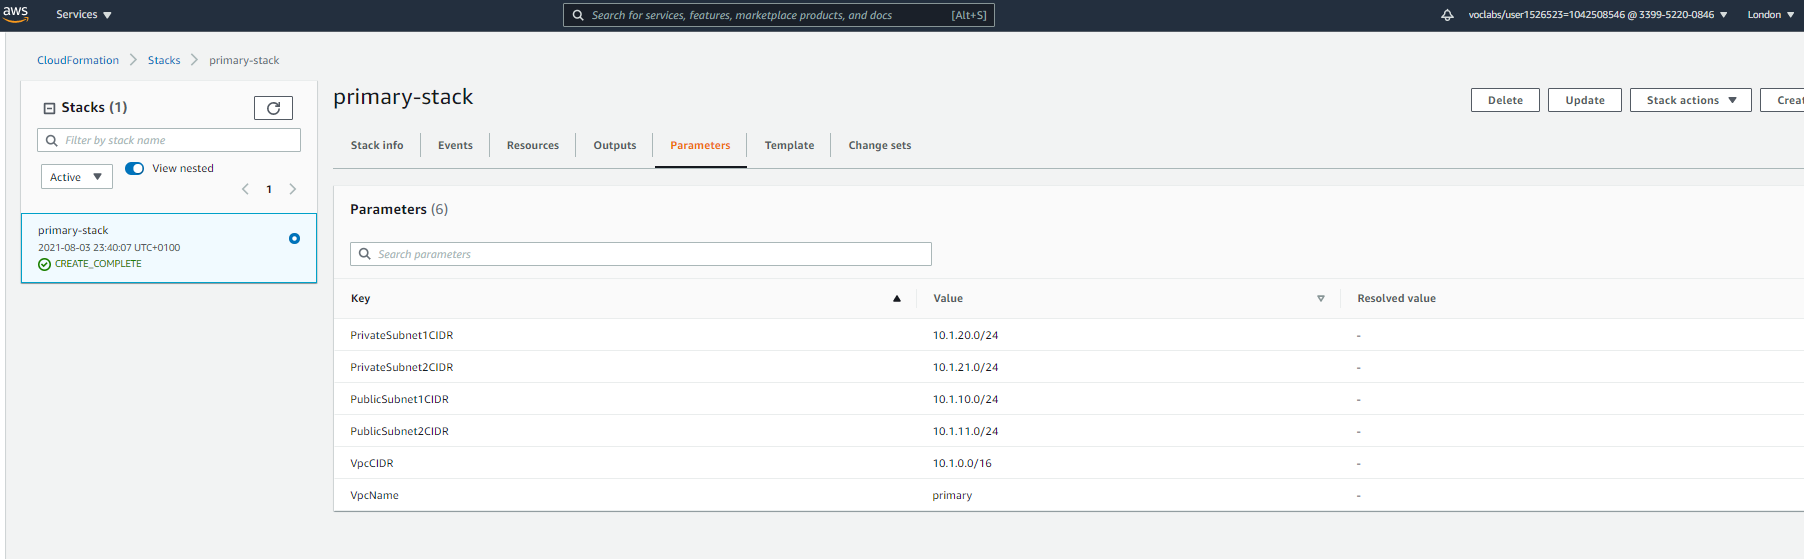 aws Services Search for services, features, marketplace products, and docs [Alt+S] voclabs/user1526523=1042508546 @ 3399-5220-0846 London
CloudFormation Stacks primary-stack
Stacks (1)
Filter by stack name
Active View nested
1
primary-stack
2021-08-03 23:40:07 UTC+0100
CREATE_COMPLETE
primary-stack
Delete Update Stack actions Creat
Stack info Events Resources Outputs Parameters Template Change sets
Parameters (6)
Search parameters
Key Value Resolved value
PrivateSubnet1CIDR 10.1.20.0/24 -
PrivateSubnet2CIDR 10.1.21.0/24 -
PublicSubnet1CIDR 10.1.10.0/24 -
PublicSubnet2CIDR 10.1.11.0/24 -
VpcCIDR 10.1.0.0/16 -
VpcName primary -